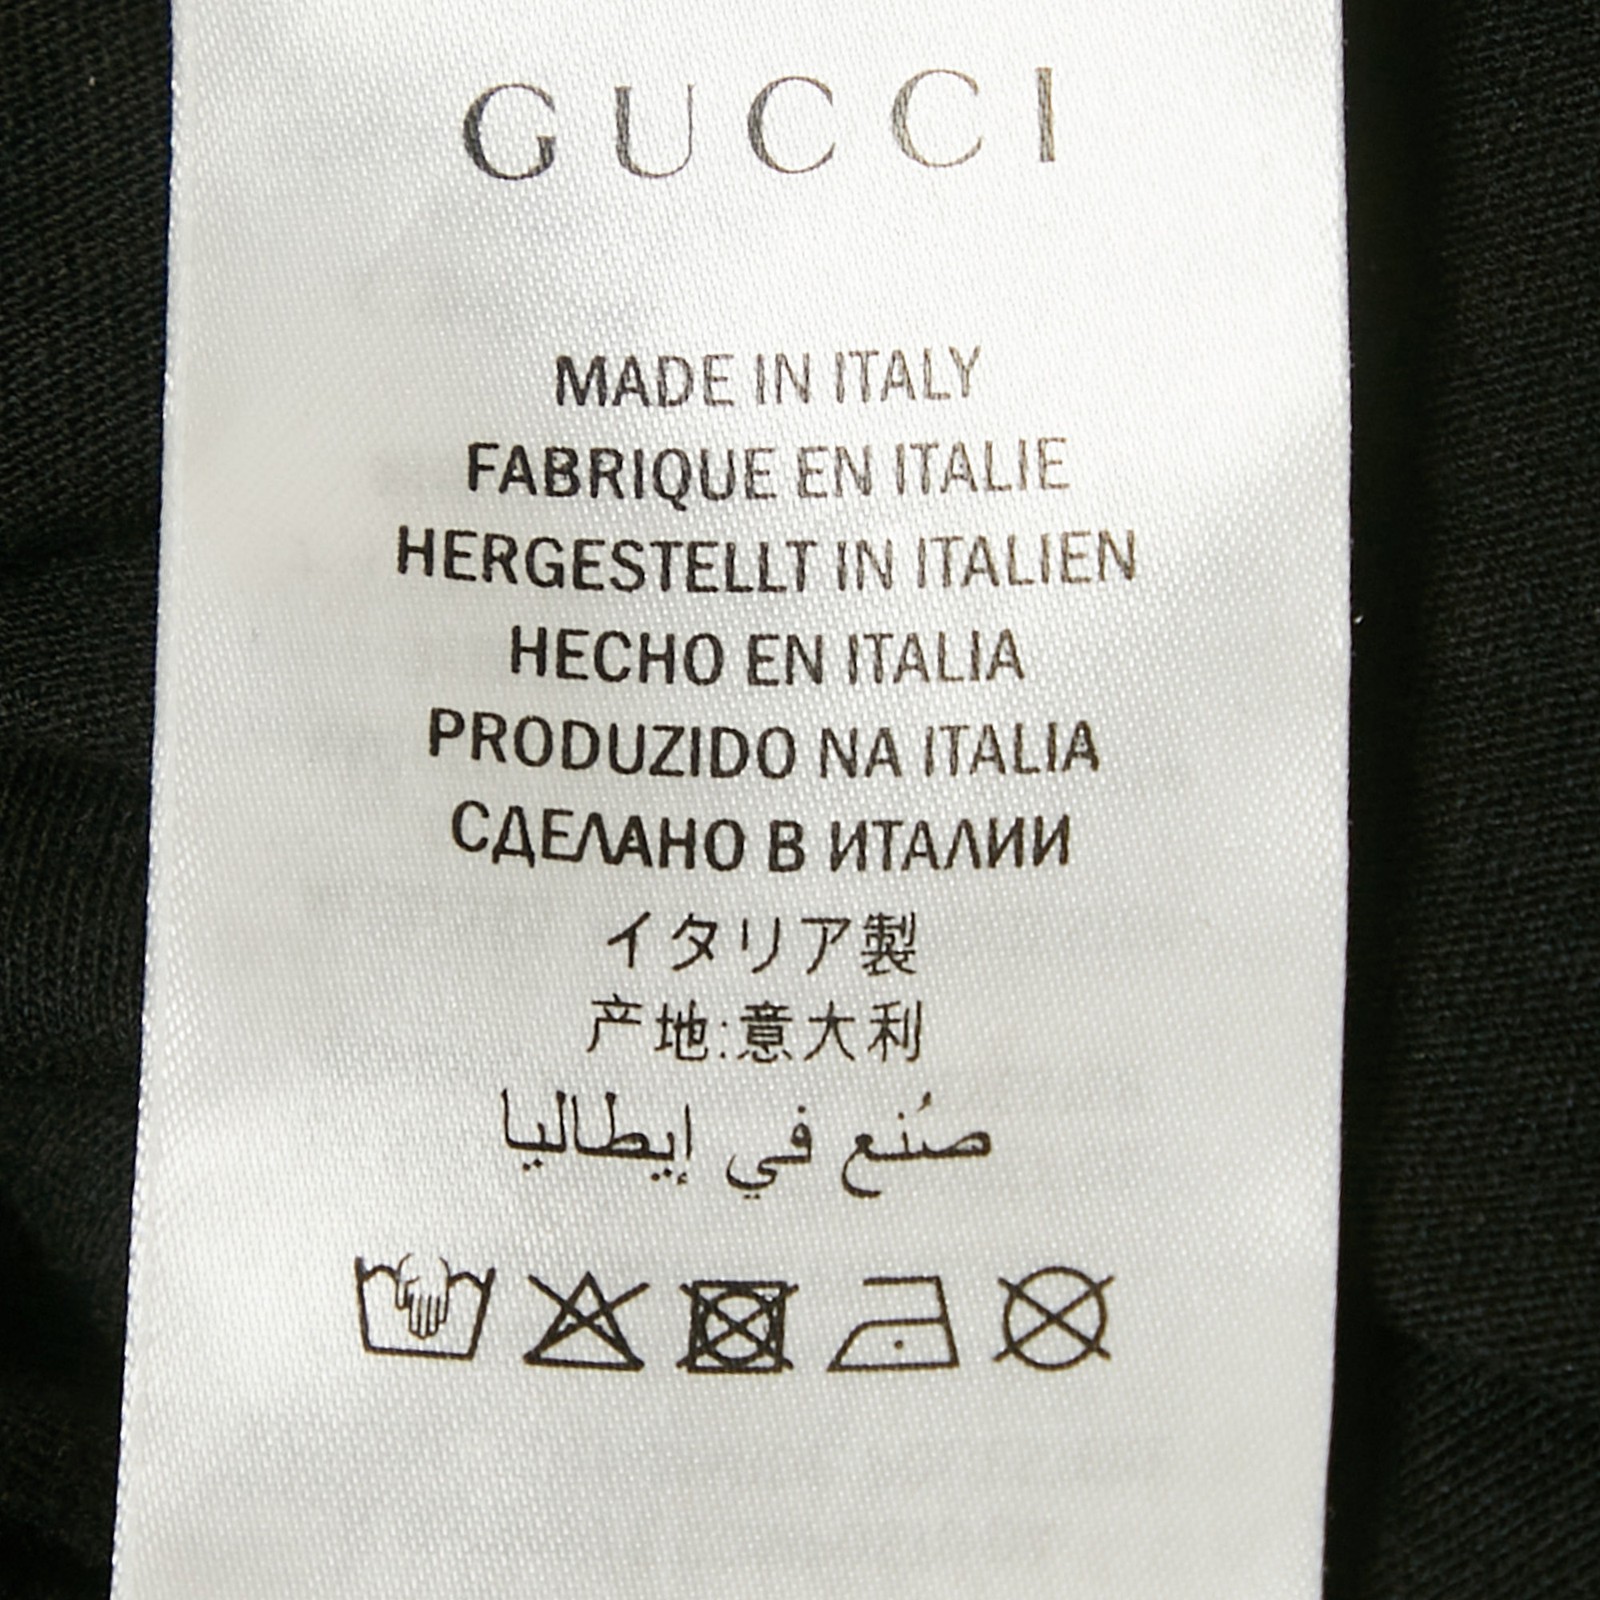 GUCCI
MADE IN ITALY
FABRIQUE EN ITALIE
HERGESTELLT IN ITALIEN
HECHO EN ITALIA
PRODUZIDO NA ITALIA
СДЕЛАНО В ИТАЛИИ
イタリア製
产地:意大利
صُنع في إيطاليا